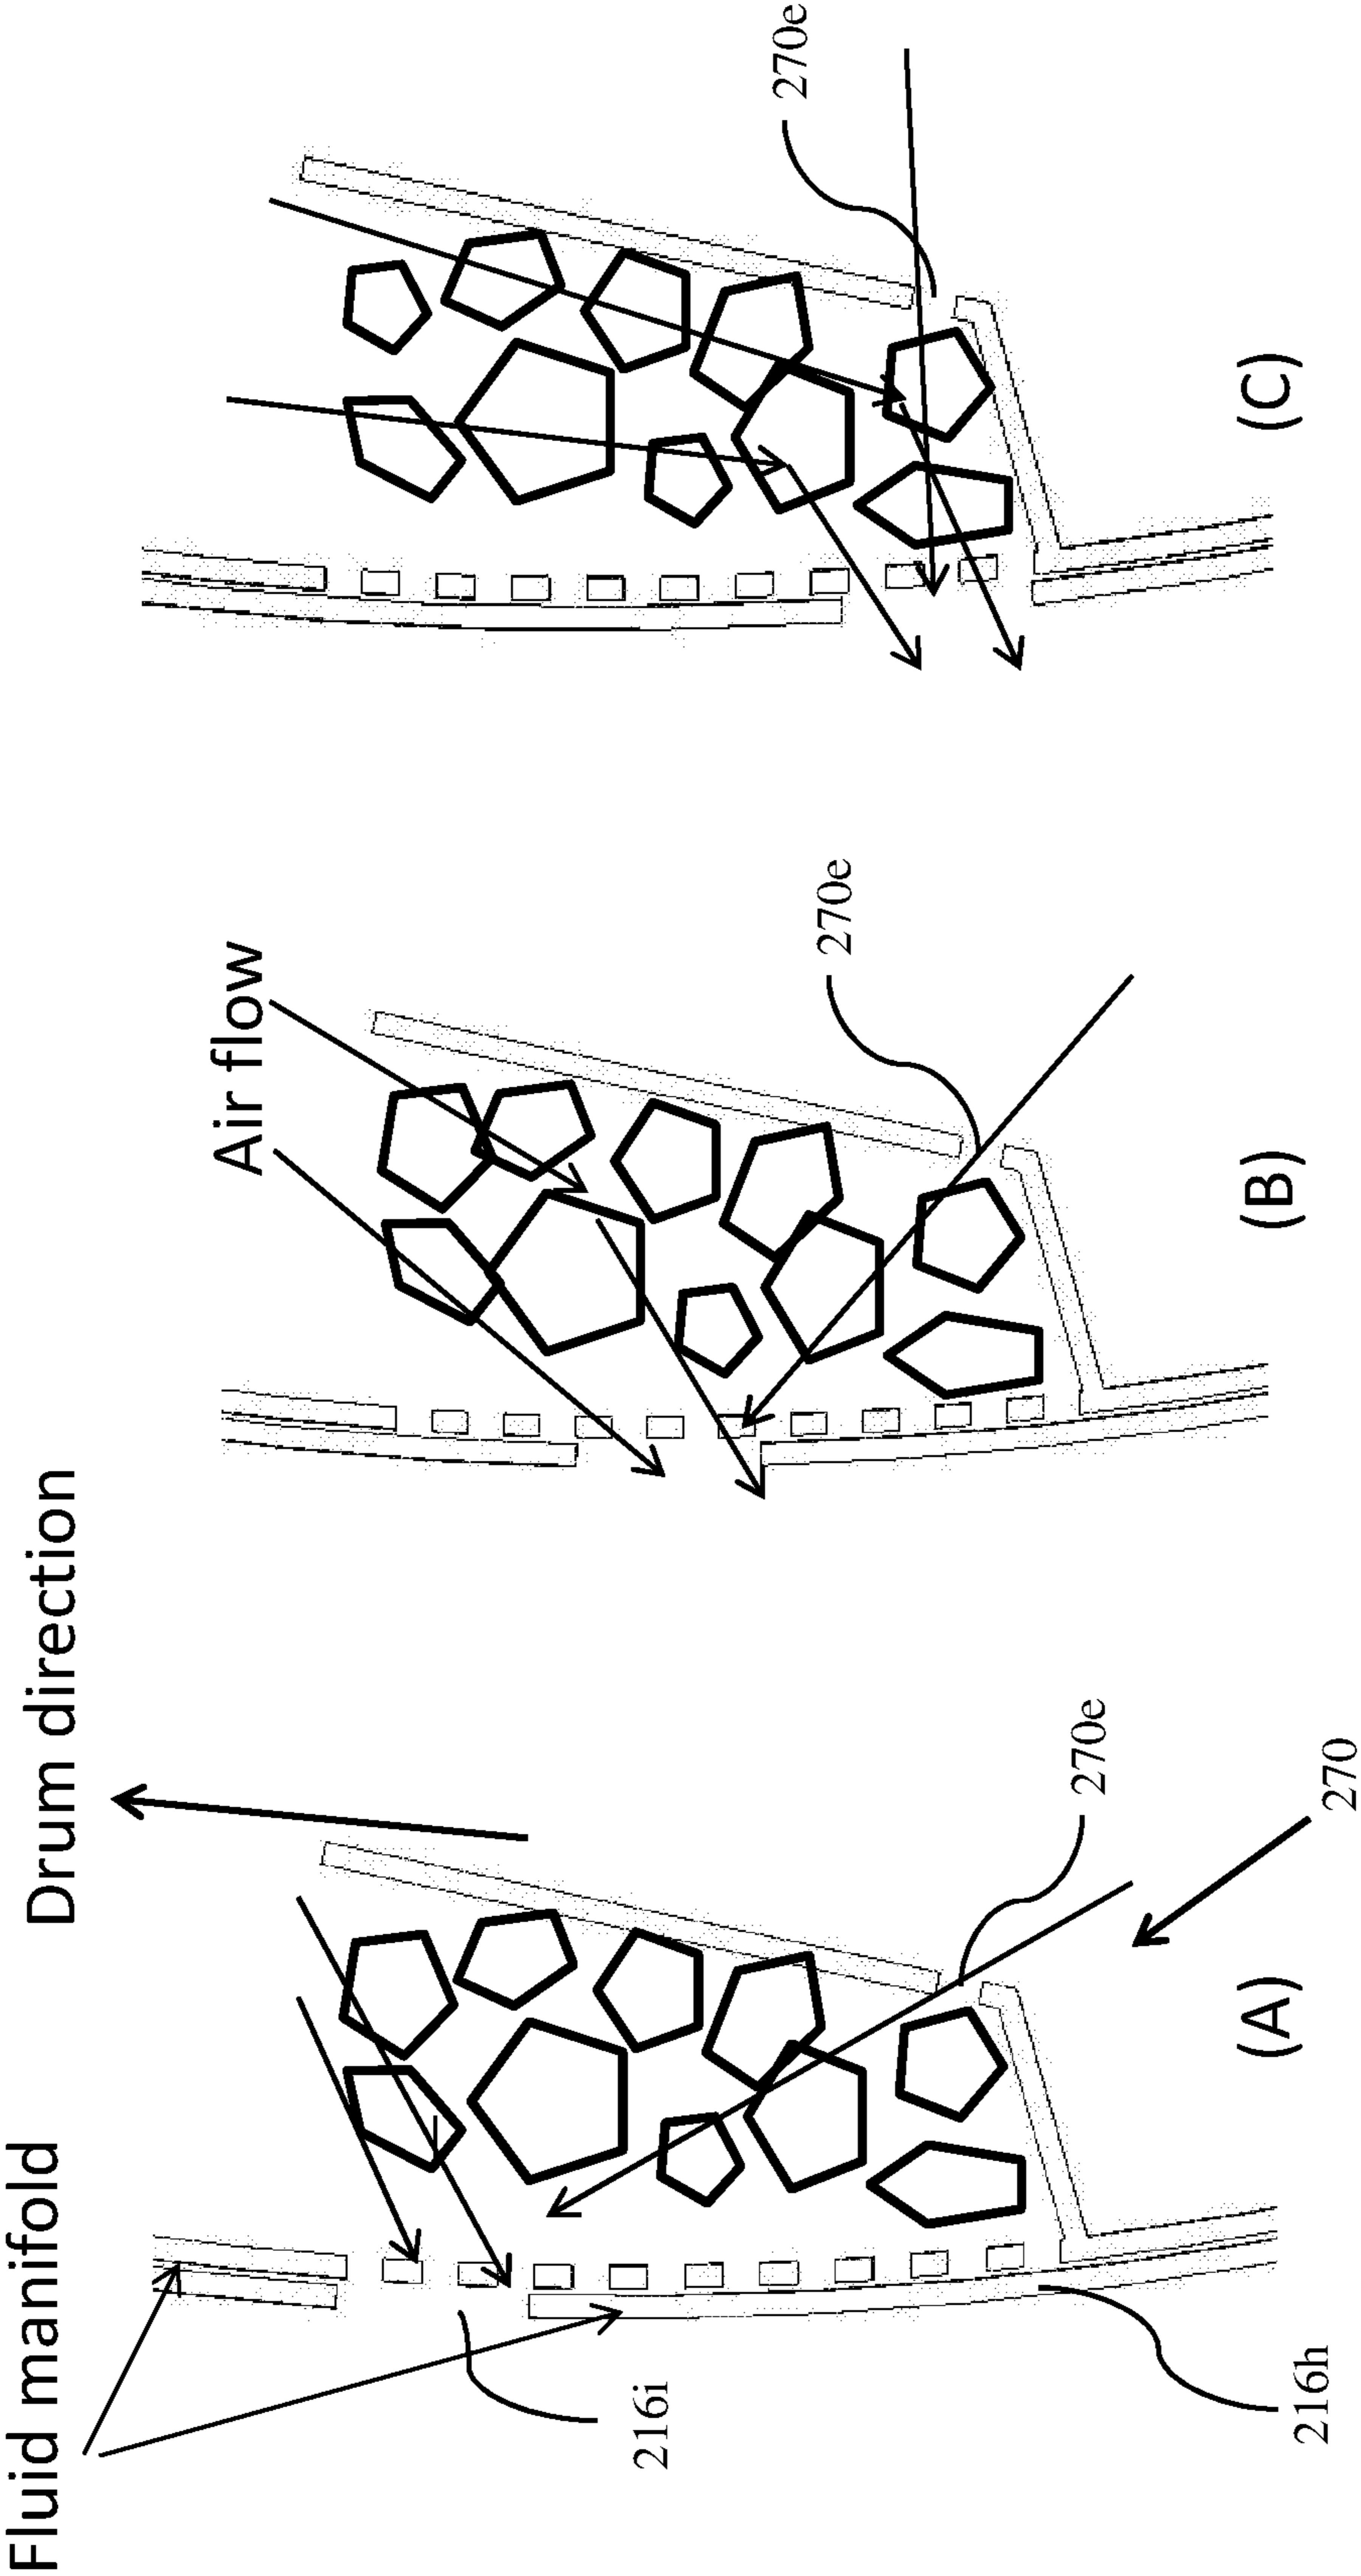 Fluid manifold
Drum direction
216i
216h
270e
270
(A)
Air flow
270e
(B)
270e
(C)